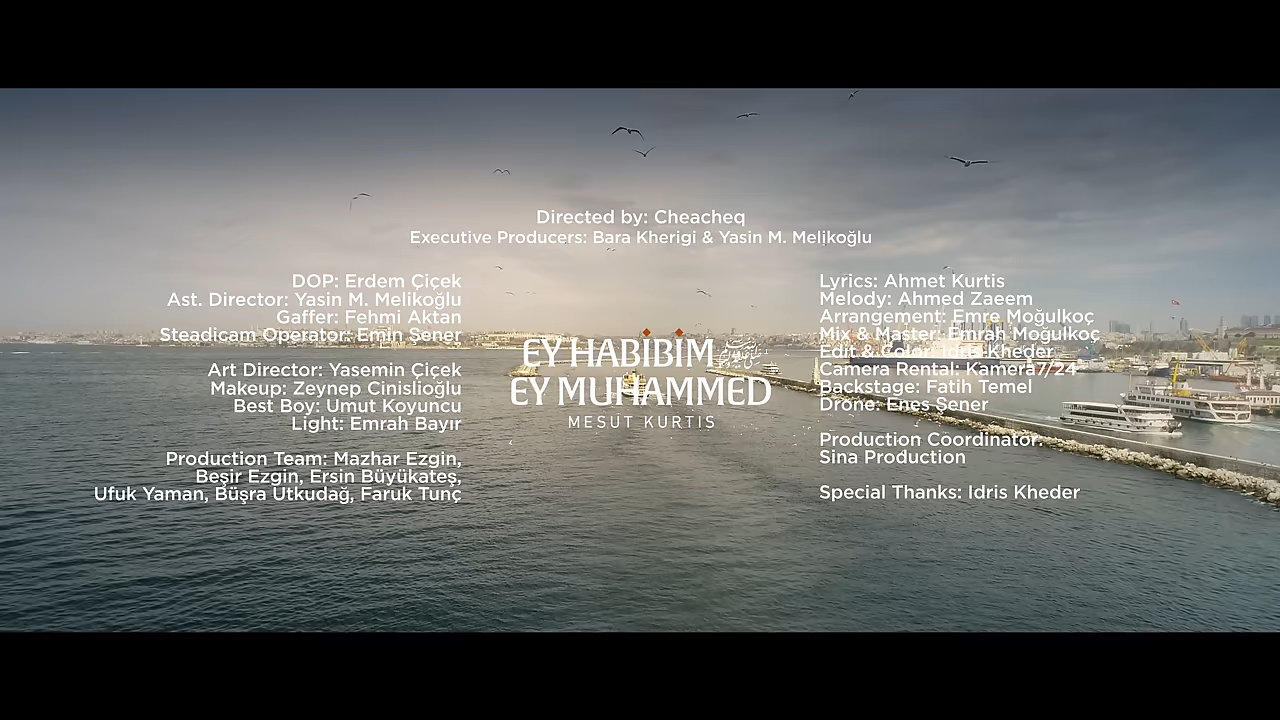 Directed by: Cheacheq
Executive Producers: Bara Kherigi & Yasin M. Melikoğlu
DOP: Erdem Çiçek
Ast. Director: Yasin M. Melikoğlu
Gaffer: Fehmi Aktan
Steadicam Operator: Emin Şener
Art Director: Yasemin Çiçek
Makeup: Zeynep Cinislioğlu
Best Boy: Umut Koyuncu
Light: Emrah Bayır
Production Team: Mazhar Ezgin,
Beşir Ezgin, Ersin Büyükateş,
Ufuk Yaman, Büşra Utkudağ, Faruk Tunç
EY HABIBIM
EY MUHAMMED
MESUT KURTIS
Lyrics: Ahmet Kurtis
Melody: Ahmed Zaeem
Arrangement: Emre Moğulkoç
Mix & Master: Emrah Moğulkoç
Edit & Color: Idris Kheder
Camera Rental: Kamera7/24
Backstage: Fatih Temel
Drone: Enes Şener
Production Coordinator:
Sina Production
Special Thanks: Idris Kheder